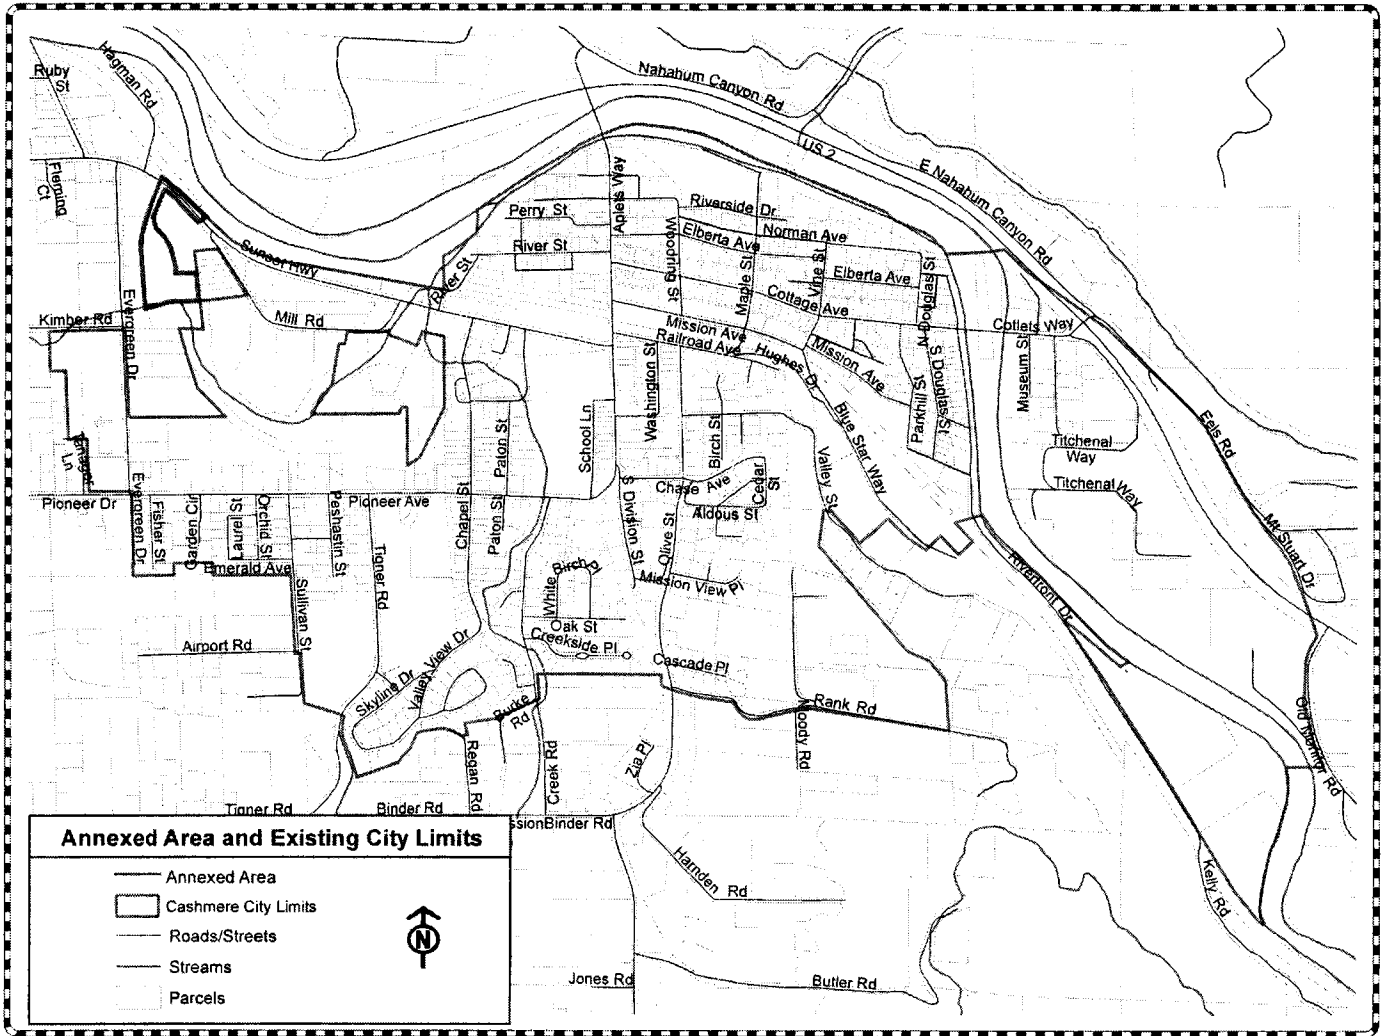 Ruby
St
Hagman Rd
Nahahum Canyon Rd
US 2
E Nahahum Canyon Rd
Fleming
Ct
Aplets Way
Perry St
Riverside Dr
Woodring St
Elberta Ave
Norman Ave
River St
River St
Sunset Hwy
Maple St
Vine St
Elberta Ave
N Douglas St
Cottage Ave
Evergreen Dr
Kimber Rd
Mill Rd
Mission Ave
Railroad Ave
Hughes Dr
Mission Ave
Cotlets Way
Museum St
S Douglas St
Parkhill St
Washington St
Blue Star Way
School Ln
Birch St
Paton St
Eels Rd
Titchenal
Way
Titchenal Way
Tanager
Ln
Valley St
Chase Ave
Cedar
St
Aldous St
Pioneer Dr
Pioneer Ave
Evergreen Dr
Fisher St
Garden Cir
Laurel St
Orchid St
Peshastin St
Chapel St
Paton St
S Division St
Olive St
Mt Stuart Dr
Emerald Ave
Tigner Rd
Sullivan St
White
Birch Pl
Mission View Pl
Riverfront Dr
Oak St
Creekside Pl
Airport Rd
Cascade Pl
Skyline Dr
Valley View Dr
Burke
Rd
Rank Rd
Moody Rd
Old Monitor Rd
Regan Rd
Creek Rd
Zia Pl
Tigner Rd
Binder Rd
ssionBinder Rd
Harnden Rd
Kelly Rd
Jones Rd
Butler Rd
Annexed Area and Existing City Limits
Annexed Area
Cashmere City Limits
Roads/Streets
Streams
Parcels
N